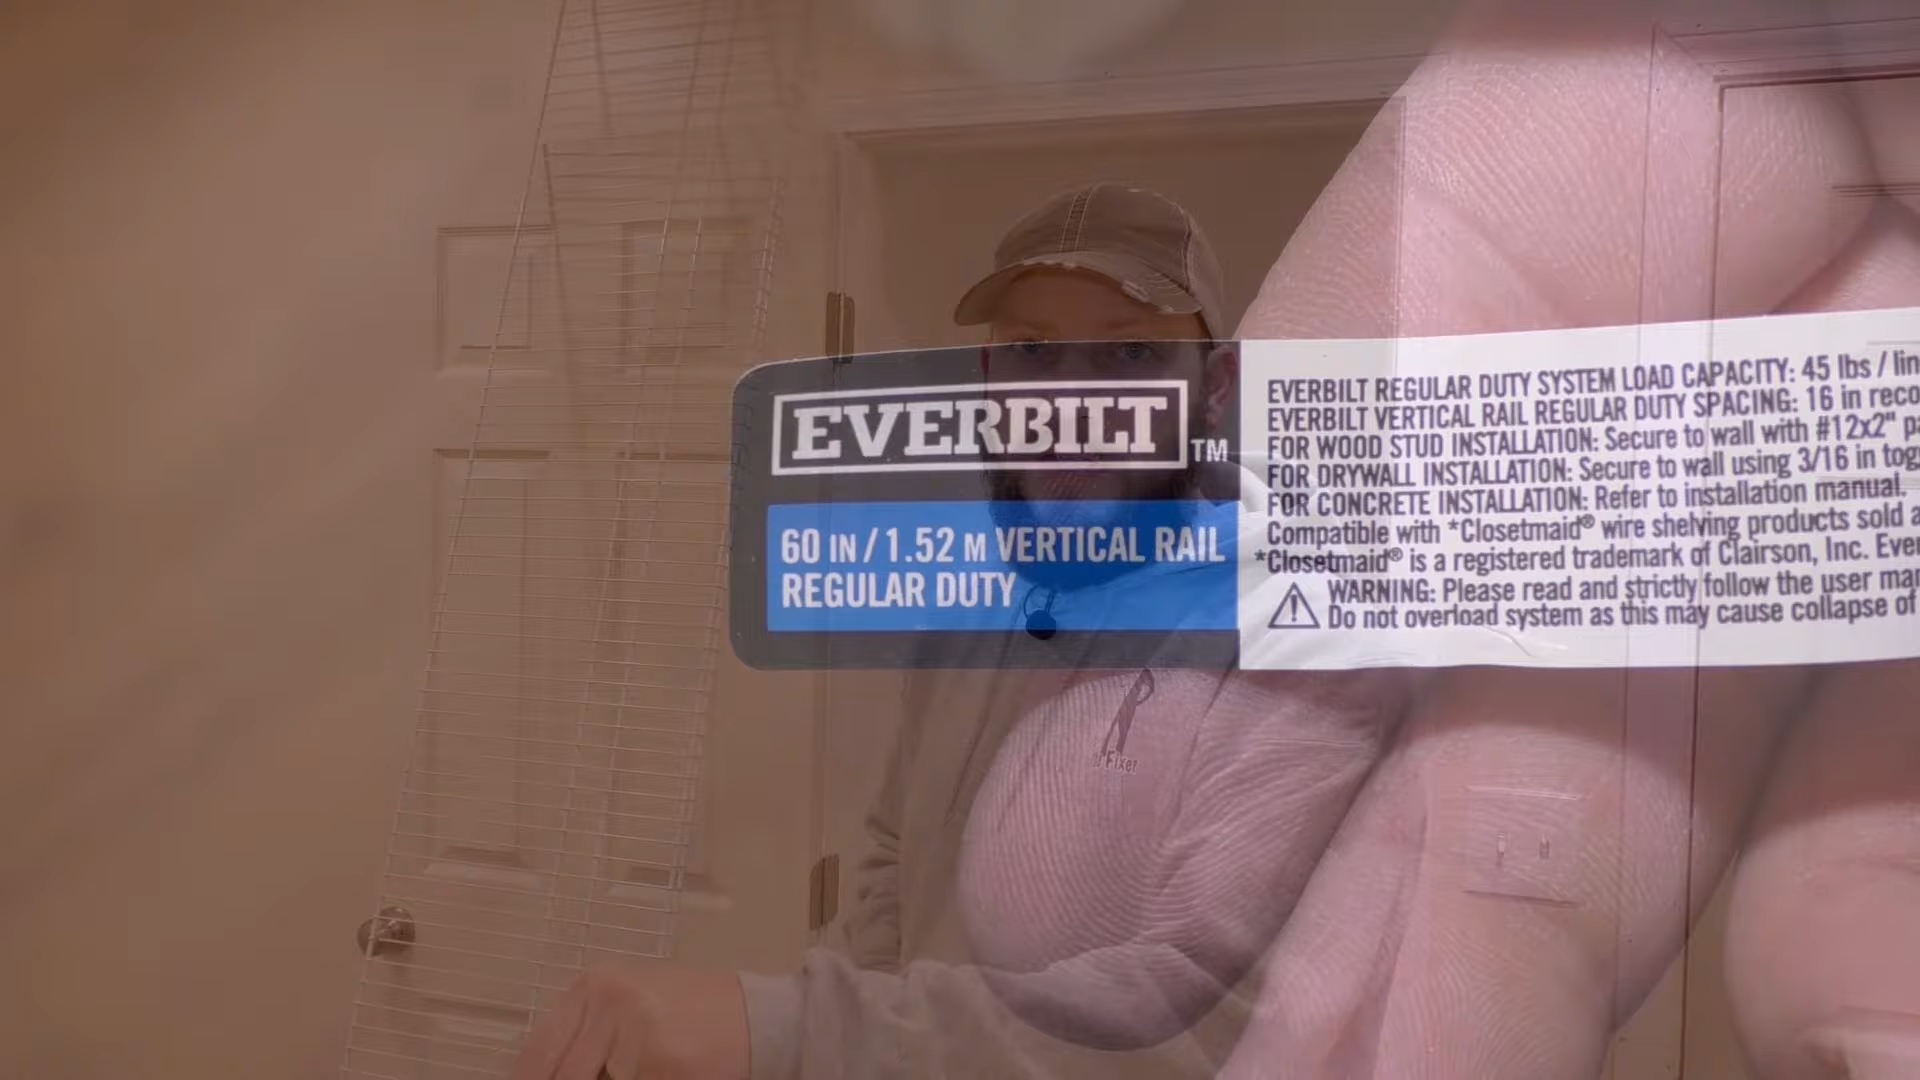 EVERBILT TM
60 IN / 1.52 M VERTICAL RAIL
REGULAR DUTY
EVERBILT REGULAR DUTY SYSTEM LOAD CAPACITY: 45 lbs /
EVERBILT VERTICAL RAIL REGULAR DUTY SPACING: 16 in
FOR WOOD STUD INSTALLATION: Secure to wall with #12x2"
FOR DRYWALL INSTALLATION: Secure to wall using 3/16 in
FOR CONCRETE INSTALLATION: Refer to installation manual.
Compatible with *Closetmaid® wire shelving products sold
*Closetmaid® is a registered trademark of Clairson, Inc.
WARNING: Please read and strictly follow the user
Do not overload system as this may cause collapse of
Fixer